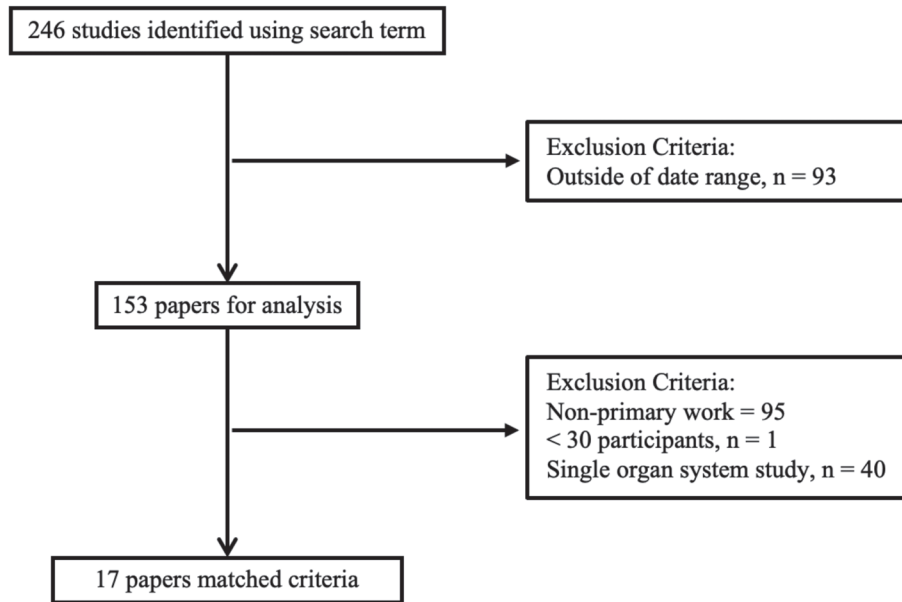 246 studies identified using search term
Exclusion Criteria:
Outside of date range, n = 93
153 papers for analysis
Exclusion Criteria:
Non-primary work = 95
< 30 participants, n = 1
Single organ system study, n = 40
17 papers matched criteria